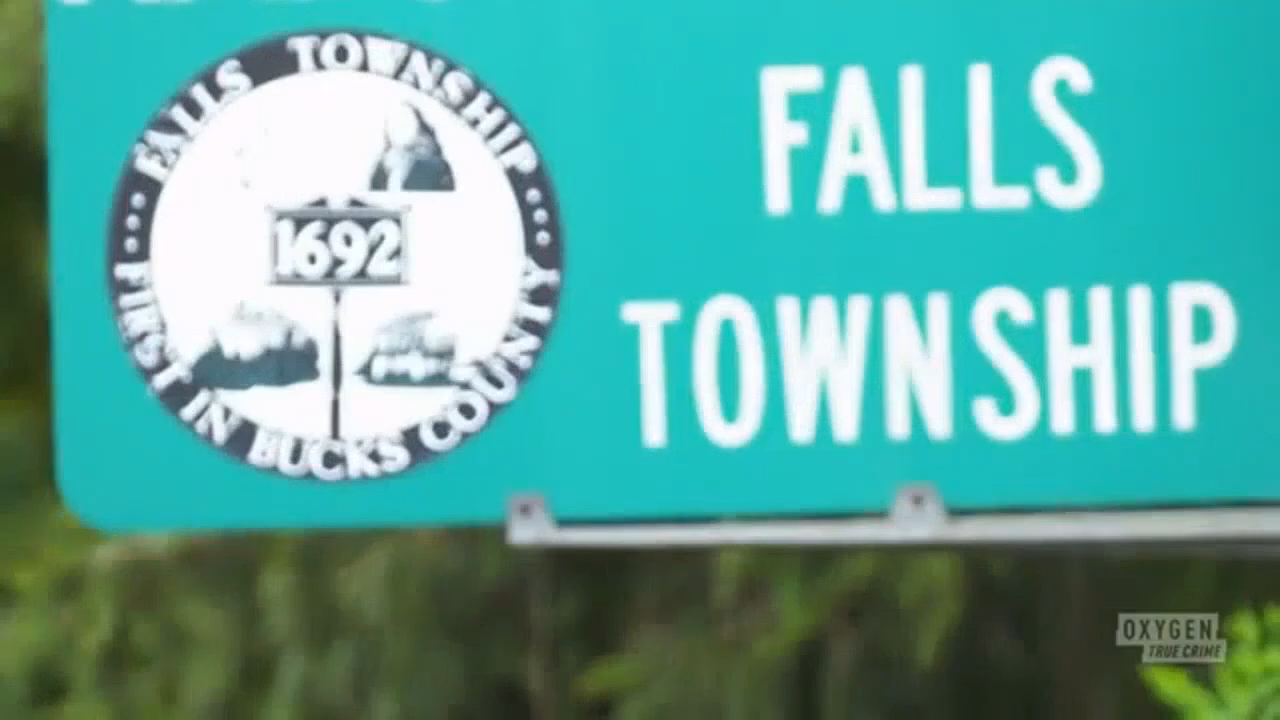 FALLS TOWNSHIP
1692
FIRST IN BUCKS COUNTY
FALLS
TOWNSHIP
OXYGEN
TRUE CRIME